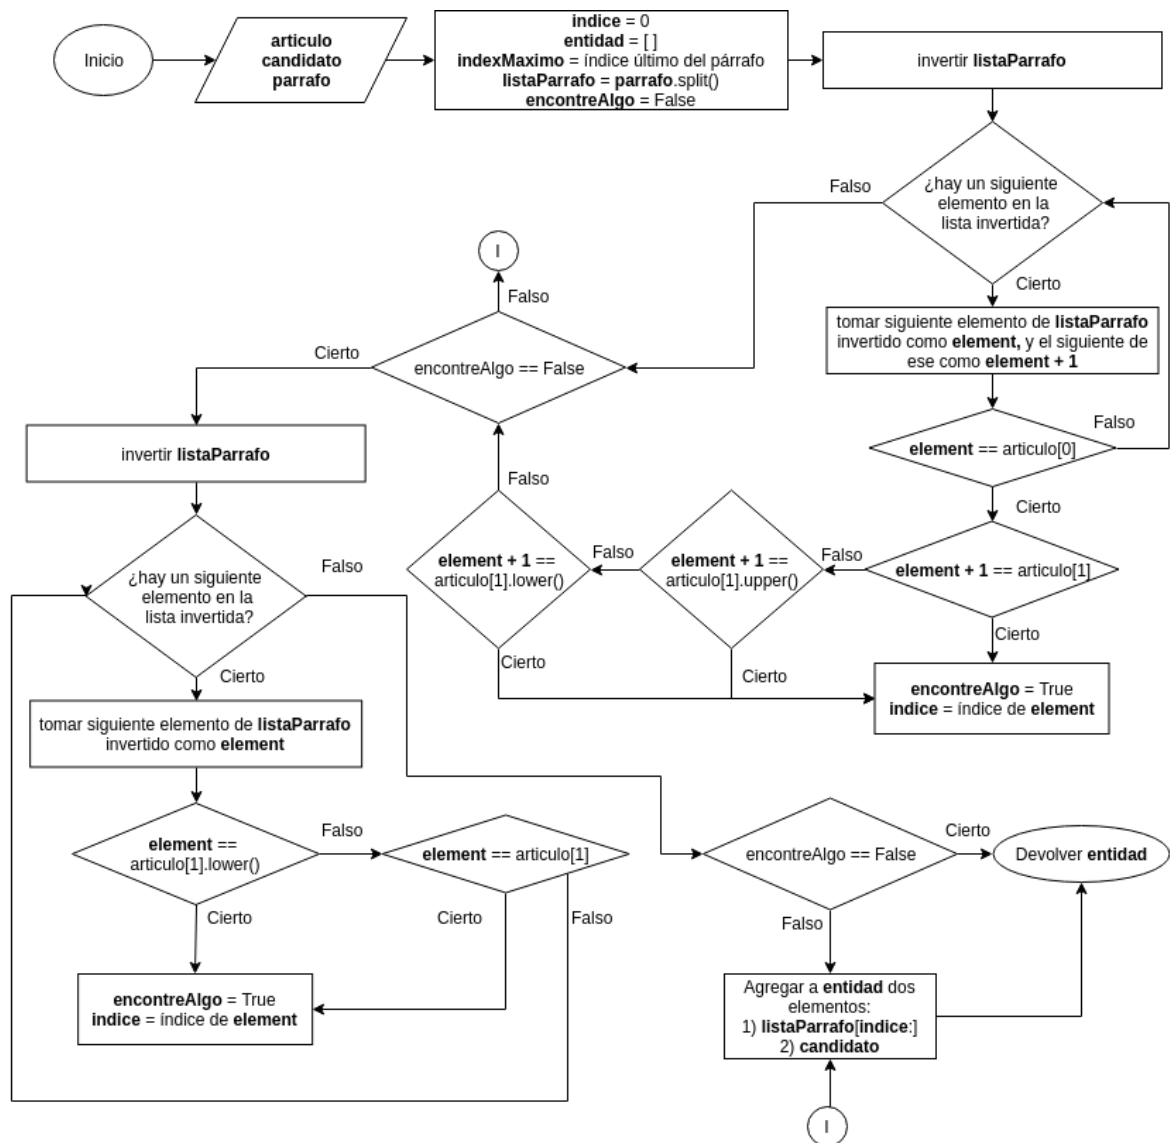 Inicio
articulo
candidato
parrafo
indice = 0
entidad = [ ]
indexMaximo = índice último del párrafo
listaParrafo = parrafo.split()
encontreAlgo = False
invertir listaParrafo
¿hay un siguiente
elemento en la
lista invertida?
Falso
Cierto
tomar siguiente elemento de listaParrafo
invertido como element, y el siguiente de
ese como element + 1
element == articulo[0]
Falso
Cierto
element + 1 == articulo[1]
Falso
Cierto
element + 1 ==
articulo[1].upper()
Falso
Cierto
element + 1 ==
articulo[1].lower()
Falso
Cierto
encontreAlgo = True
indice = índice de element
encontreAlgo == False
Falso
I
Cierto
invertir listaParrafo
¿hay un siguiente
elemento en la
lista invertida?
Falso
Cierto
tomar siguiente elemento de listaParrafo
invertido como element
element ==
articulo[1].lower()
Falso
Cierto
element == articulo[1]
Cierto
Falso
encontreAlgo = True
indice = índice de element
encontreAlgo == False
Cierto
Devolver entidad
Falso
Agregar a entidad dos
elementos:
1) listaParrafo[indice:]
2) candidato
I